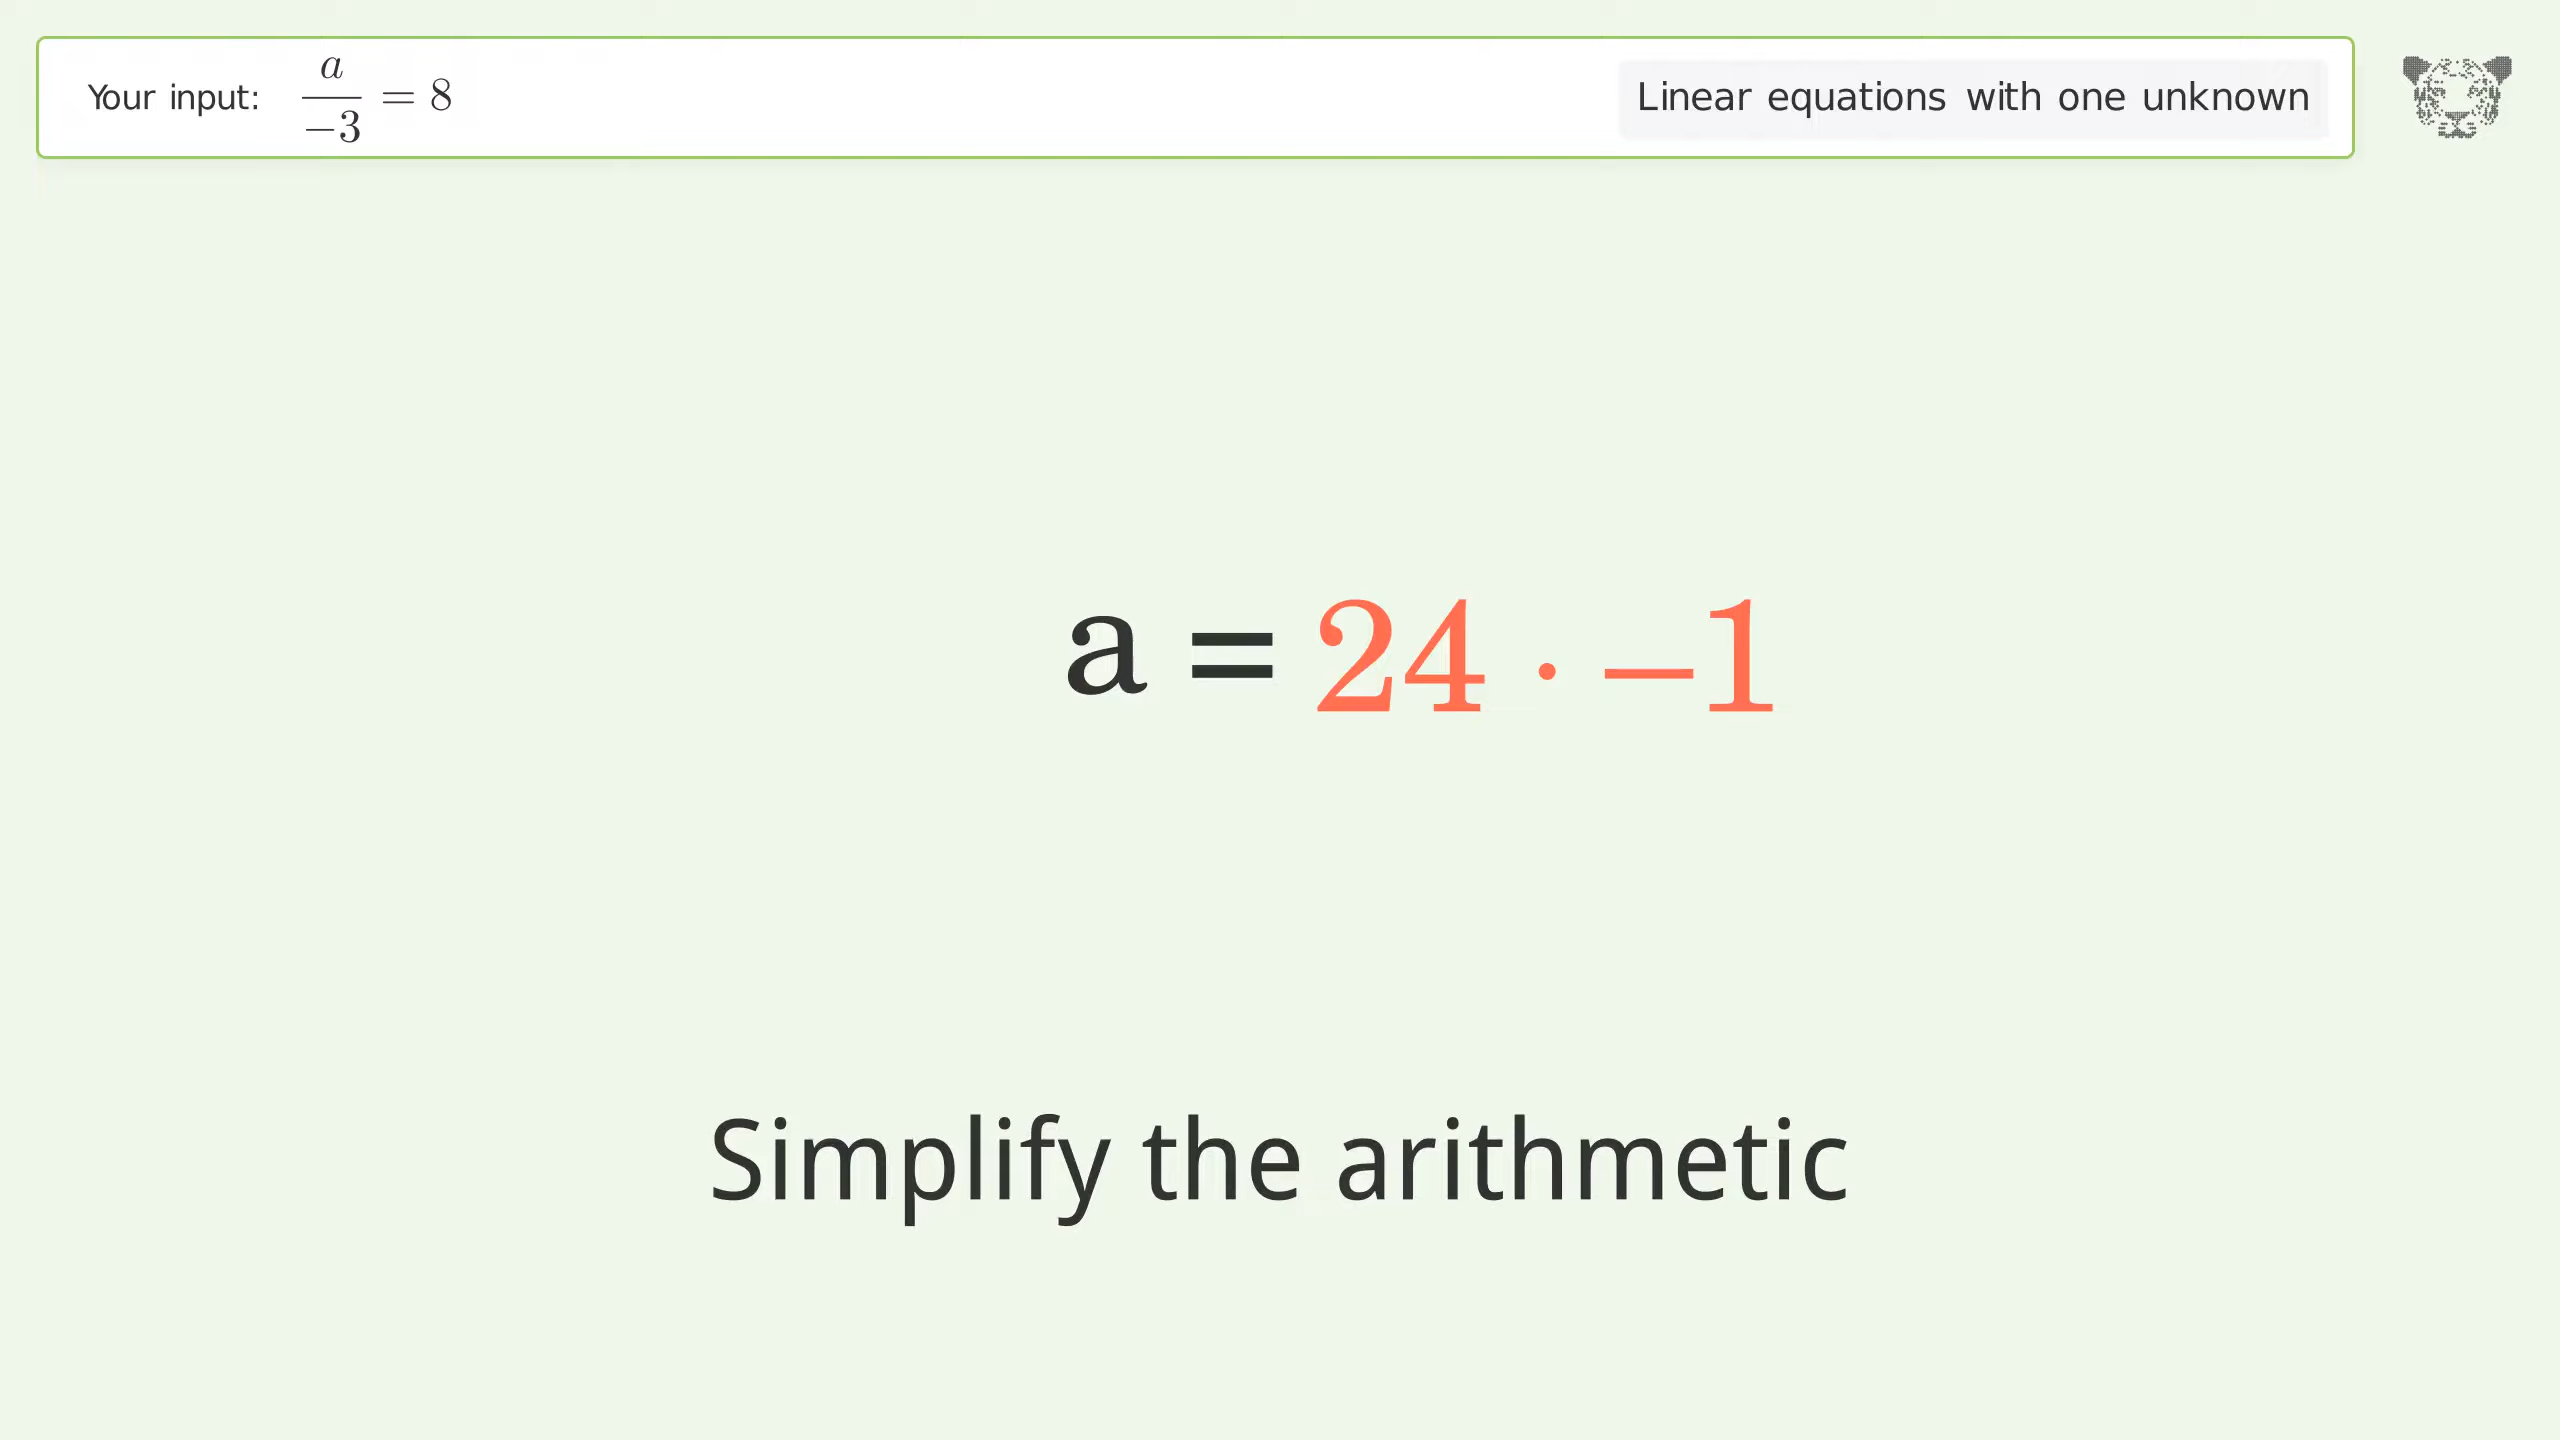 Your input: a/−3 = 8
Linear equations with one unknown
a = 24 · −1
Simplify the arithmetic